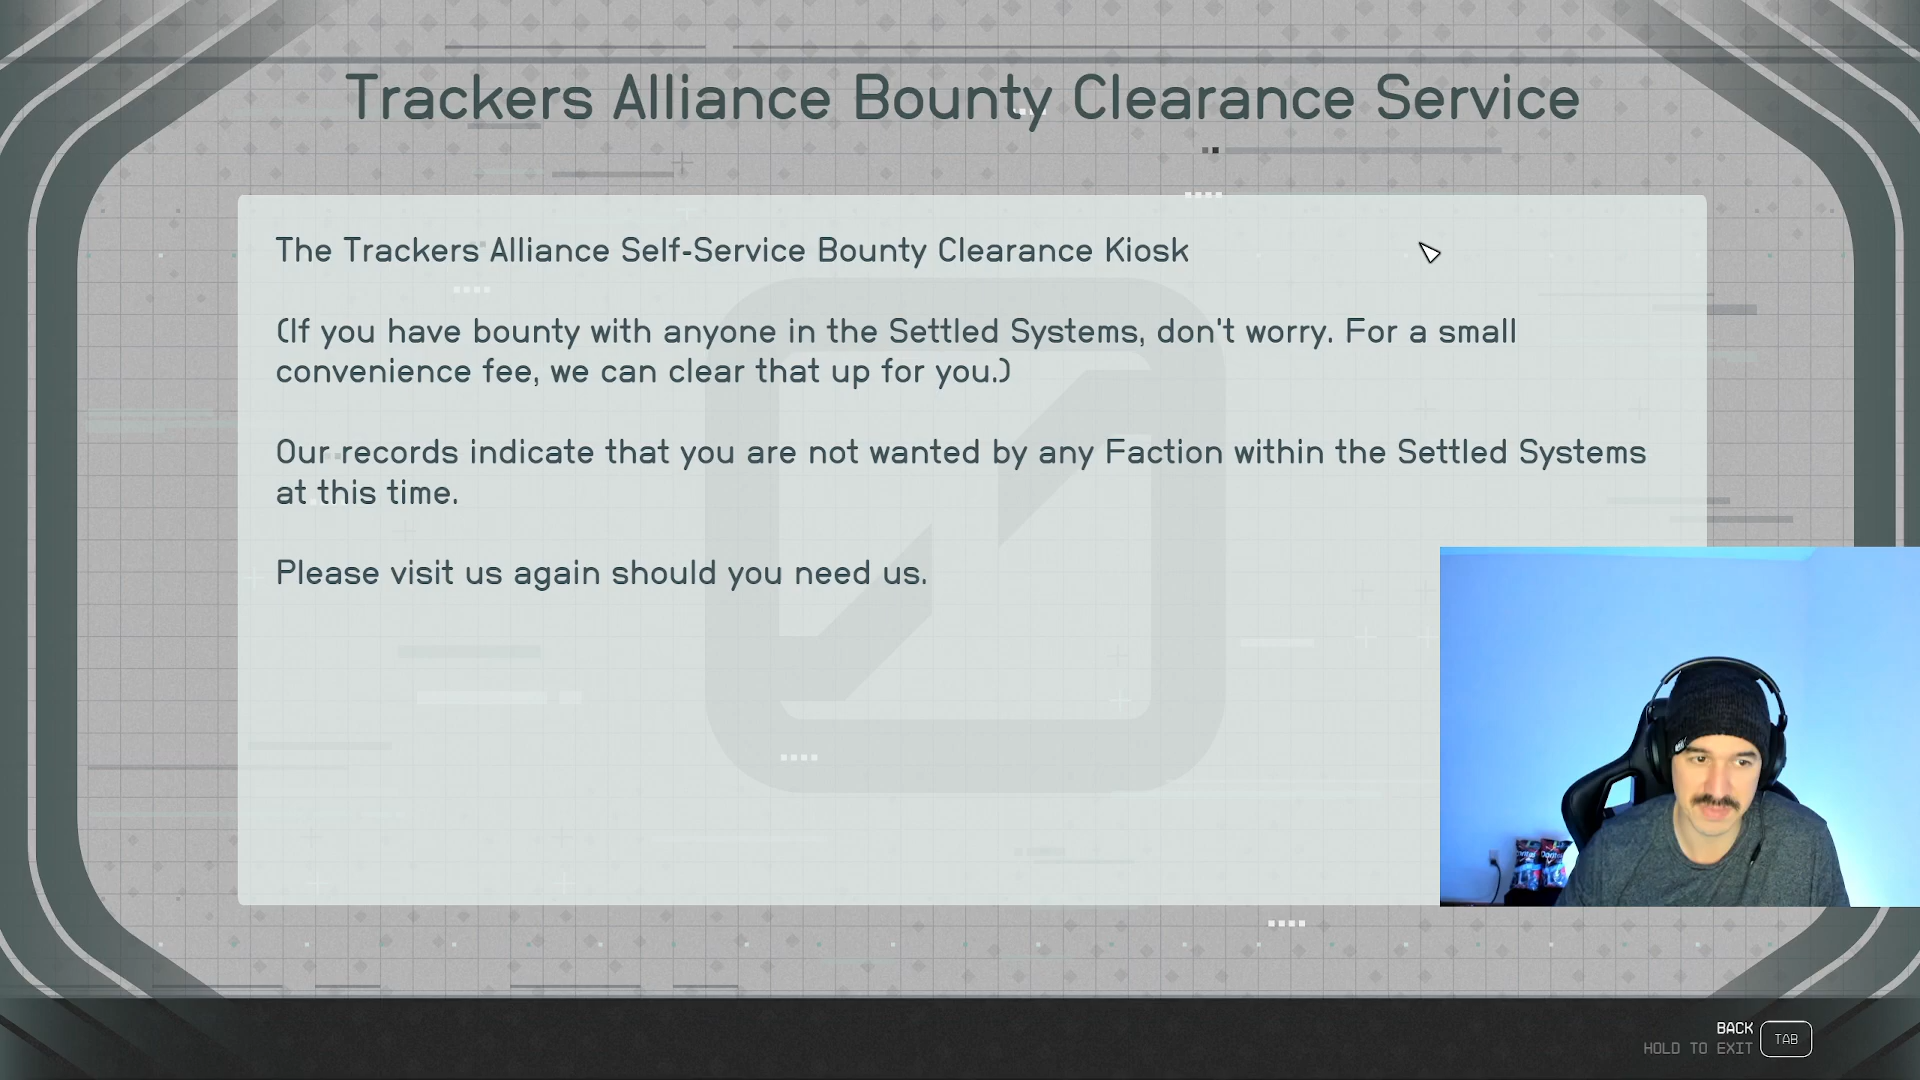 Trackers Alliance Bounty Clearance Service
The Trackers Alliance Self-Service Bounty Clearance Kiosk
(If you have bounty with anyone in the Settled Systems, don't worry. For a small
convenience fee, we can clear that up for you.)
Our records indicate that you are not wanted by any Faction within the Settled Systems
at this time.
Please visit us again should you need us.
Doritos
BACK
HOLD TO EXIT
TAB